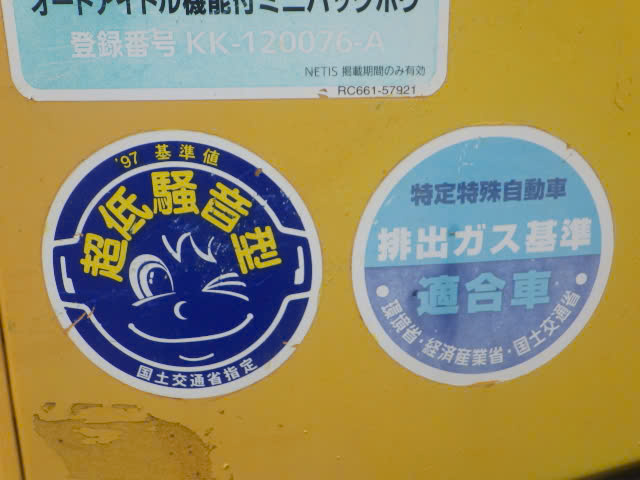 オートアイドル機能付ミニバックホウ
登録番号 KK-120076-A
NETIS 掲載期間のみ有効
RC661-57921
'97 基準値
超低騒音型
国土交通省指定
特定特殊自動車
排出ガス基準
適合車
・環境省・経済産業省・国土交通省・